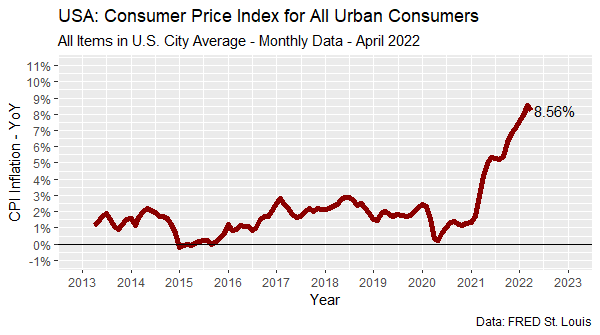 USA: Consumer Price Index for All Urban Consumers
All Items in U.S. City Average - Monthly Data - April 2022
CPI Inflation - YoY
11%
10%
9%
8%
7%
6%
5%
4%
3%
2%
1%
0%
-1%
8.56%
2013 2014 2015 2016 2017 2018 2019 2020 2021 2022 2023
Year
Data: FRED St. Louis